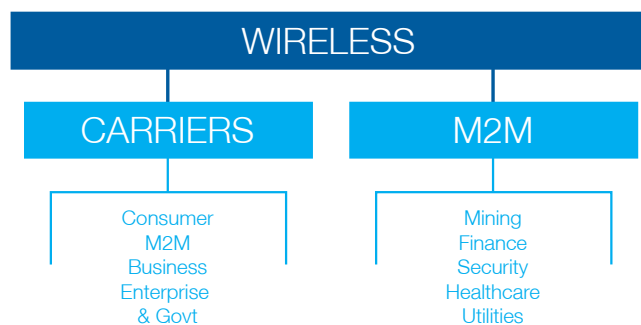 WIRELESS
CARRIERS
M2M
Consumer
M2M
Business
Enterprise
& Govt
Mining
Finance
Security
Healthcare
Utilities